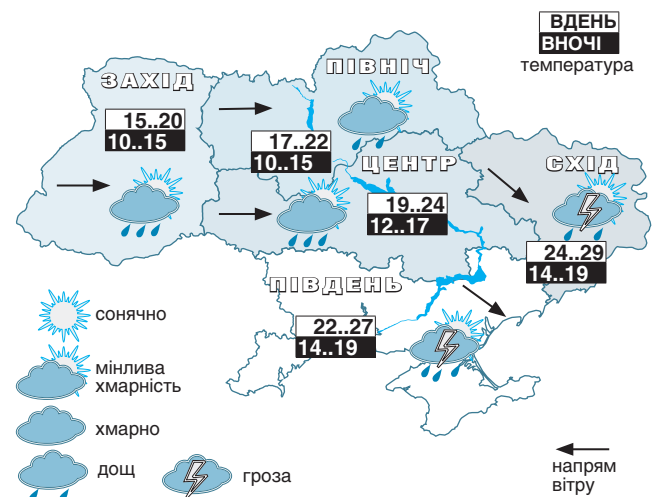 ВДЕНЬ
ВНОЧІ
температура
ПІВНІЧ
ЗАХІД
15..20
10..15
17..22
10..15
ЦЕНТР
СХІД
19..24
12..17
24..29
14..19
ПІВДЕНЬ
22..27
14..19
сонячно
мінлива
хмарність
хмарно
дощ
гроза
напрям
вітру